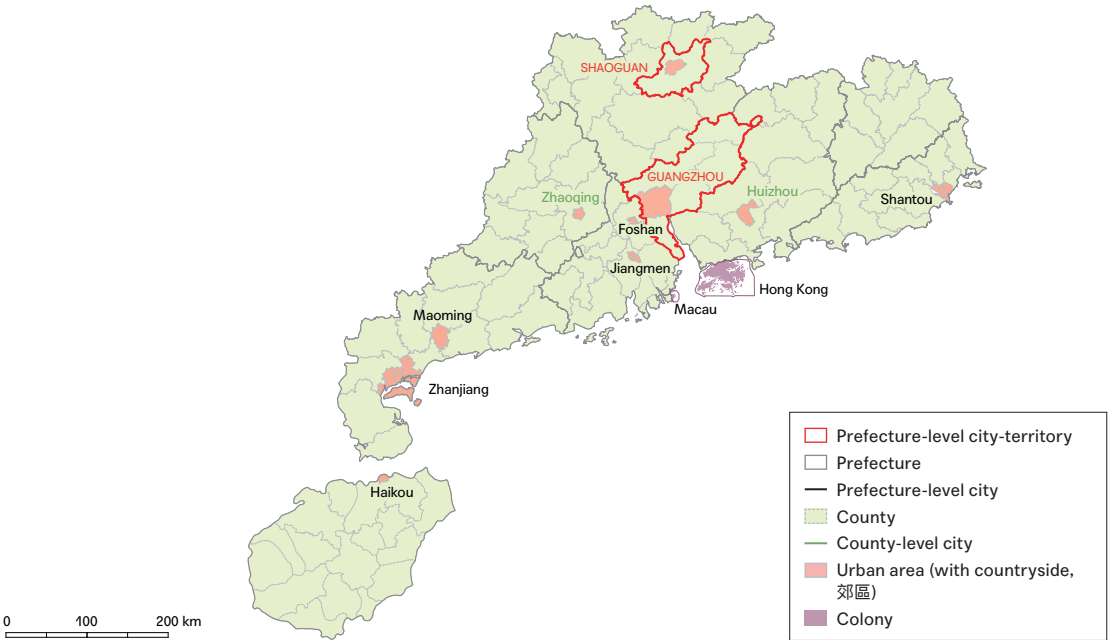 SHAOGUAN
GUANGZHOU
Zhaoqing
Huizhou
Shantou
Foshan
Jiangmen
Hong Kong
Macau
Maoming
Zhanjiang
Haikou
Prefecture-level city-territory
Prefecture
Prefecture-level city
County
County-level city
Urban area (with countryside,
郊區)
Colony
0 100 200 km